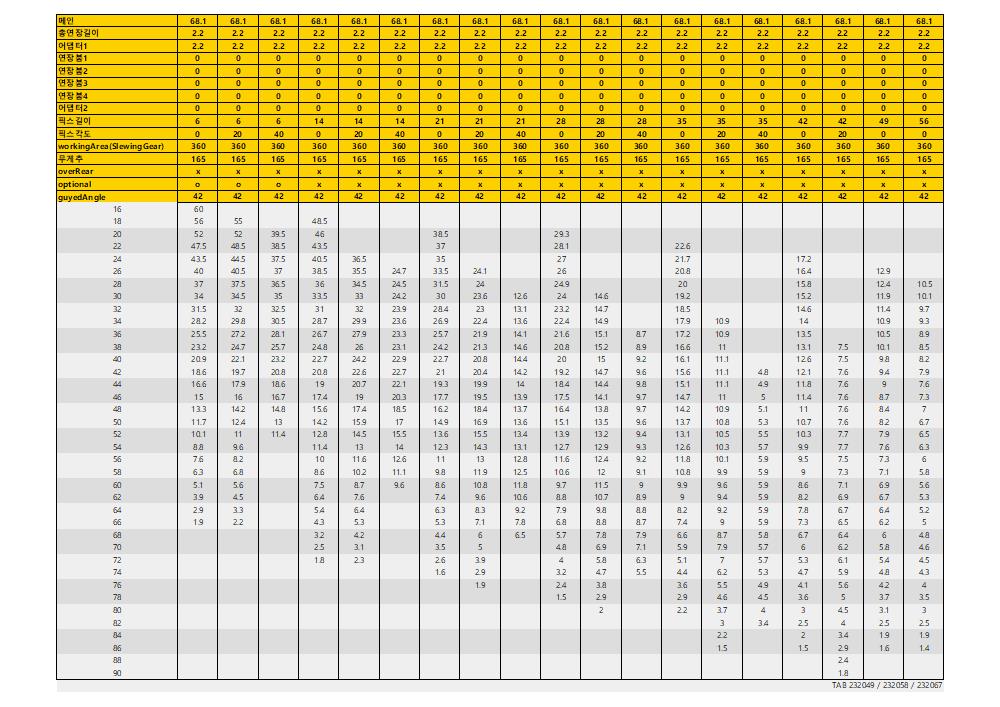 메인 68.1 68.1 68.1 68.1 68.1 68.1 68.1 68.1 68.1 68.1 68.1 68.1 68.1 68.1 68.1 68.1 68.1 68.1 68.1
총연장길이 2.2 2.2 2.2 2.2 2.2 2.2 2.2 2.2 2.2 2.2 2.2 2.2 2.2 2.2 2.2 2.2 2.2 2.2 2.2
어댑터1 2.2 2.2 2.2 2.2 2.2 2.2 2.2 2.2 2.2 2.2 2.2 2.2 2.2 2.2 2.2 2.2 2.2 2.2 2.2
연장붐1 0 0 0 0 0 0 0 0 0 0 0 0 0 0 0 0 0 0 0
연장붐2 0 0 0 0 0 0 0 0 0 0 0 0 0 0 0 0 0 0 0
연장붐3 0 0 0 0 0 0 0 0 0 0 0 0 0 0 0 0 0 0 0
연장붐4 0 0 0 0 0 0 0 0 0 0 0 0 0 0 0 0 0 0 0
어댑터2 0 0 0 0 0 0 0 0 0 0 0 0 0 0 0 0 0 0 0
픽스길이 6 6 6 14 14 14 21 21 21 28 28 28 35 35 35 42 42 49 56
픽스각도 0 20 40 0 20 40 0 20 40 0 20 40 0 20 40 0 20 0 0
workingArea(SlewingGear) 360 360 360 360 360 360 360 360 360 360 360 360 360 360 360 360 360 360 360
무게추 165 165 165 165 165 165 165 165 165 165 165 165 165 165 165 165 165 165 165
overRear x x x x x x x x x x x x x x x x x x x
optional o o o x x x x x x x x x x x x x x x x
guyedAngle 42 42 42 42 42 42 42 42 42 42 42 42 42 42 42 42 42 42 42
16 60
18 56 55 48.5
20 52 52 39.5 46 38.5 29.3
22 47.5 48.5 38.5 43.5 37 28.1 22.6
24 43.5 44.5 37.5 40.5 36.5 35 27 21.7 17.2
26 40 40.5 37 38.5 35.5 24.7 33.5 24.1 26 20.8 16.4 12.9
28 37 37.5 36.5 36 34.5 24.5 31.5 24 24.9 20 15.8 12.4 10.5
30 34 34.5 35 33.5 33 24.2 30 23.6 12.6 24 14.6 19.2 15.2 11.9 10.1
32 31.5 32 32.5 31 32 23.9 28.4 23 13.1 23.2 14.7 18.5 14.6 11.4 9.7
34 28.2 29.8 30.5 28.7 29.9 23.6 26.9 22.4 13.6 22.4 14.9 17.9 10.9 14 10.9 9.3
36 25.5 27.2 28.1 26.7 27.9 23.3 25.7 21.9 14.1 21.6 15.1 8.7 17.2 10.9 13.5 10.5 8.9
38 23.2 24.7 25.7 24.8 26 23.1 24.2 21.3 14.6 20.8 15.2 8.9 16.6 11 13.1 7.5 10.1 8.5
40 20.9 22.1 23.2 22.7 24.2 22.9 22.7 20.8 14.4 20 15 9.2 16.1 11.1 12.6 7.5 9.8 8.2
42 18.6 19.7 20.8 20.8 22.6 22.7 21 20.4 14.2 19.2 14.7 9.6 15.6 11.1 4.8 12.1 7.6 9.4 7.9
44 16.6 17.9 18.6 19 20.7 22.1 19.3 19.9 14 18.4 14.4 9.8 15.1 11.1 4.9 11.8 7.6 9 7.6
46 15 16 16.7 17.4 19 20.3 17.7 19.5 13.9 17.5 14.1 9.7 14.7 11 5 11.4 7.6 8.7 7.3
48 13.3 14.2 14.8 15.6 17.4 18.5 16.2 18.4 13.7 16.4 13.8 9.7 14.2 10.9 5.1 11 7.6 8.4 7
50 11.7 12.4 13 14.2 15.9 17 14.9 16.9 13.6 15.1 13.5 9.6 13.7 10.8 5.3 10.7 7.6 8.2 6.7
52 10.1 11 11.4 12.8 14.5 15.5 13.6 15.5 13.4 13.9 13.2 9.4 13.1 10.5 5.5 10.3 7.7 7.9 6.5
54 8.8 9.6 11.4 13 14 12.3 14.3 13.1 12.7 12.9 9.3 12.6 10.3 5.7 9.9 7.7 7.6 6.3
56 7.6 8.2 10 11.6 12.6 11 13 12.8 11.6 12.4 9.2 11.8 10.1 5.9 9.5 7.5 7.3 6
58 6.3 6.8 8.6 10.2 11.1 9.8 11.9 12.5 10.6 12 9.1 10.8 9.9 5.9 9 7.3 7.1 5.8
60 5.1 5.6 7.5 8.7 9.6 8.6 10.8 11.8 9.7 11.5 9 9.9 9.6 5.9 8.6 7.1 6.9 5.6
62 3.9 4.5 6.4 7.6 7.4 9.6 10.6 8.8 10.7 8.9 9 9.4 5.9 8.2 6.9 6.7 5.3
64 2.9 3.3 5.4 6.4 6.3 8.3 9.2 7.9 9.8 8.8 8.2 9.2 5.9 7.8 6.7 6.4 5.2
66 1.9 2.2 4.3 5.3 5.3 7.1 7.8 6.8 8.8 8.7 7.4 9 5.9 7.3 6.5 6.2 5
68 3.2 4.2 4.4 6 6.5 5.7 7.8 7.9 6.6 8.7 5.8 6.7 6.4 6 4.8
70 2.5 3.1 3.5 5 4.8 6.9 7.1 5.9 7.9 5.7 6 6.2 5.8 4.6
72 1.8 2.3 2.6 3.9 4 5.8 6.3 5.1 7 5.7 5.3 6.1 5.4 4.5
74 1.6 2.9 3.2 4.7 5.5 4.4 6.2 5.3 4.7 5.9 4.8 4.3
76 1.9 2.4 3.8 3.6 5.5 4.9 4.1 5.6 4.2 4
78 1.5 2.9 2.9 4.6 4.5 3.6 5 3.7 3.5
80 2 2.2 3.7 4 3 4.5 3.1 3
82 3 3.4 2.5 4 2.5 2.5
84 2.2 2 3.4 1.9 1.9
86 1.5 1.5 2.9 1.6 1.4
88 2.4
90 1.8
TAB 232049 / 232058 / 232067